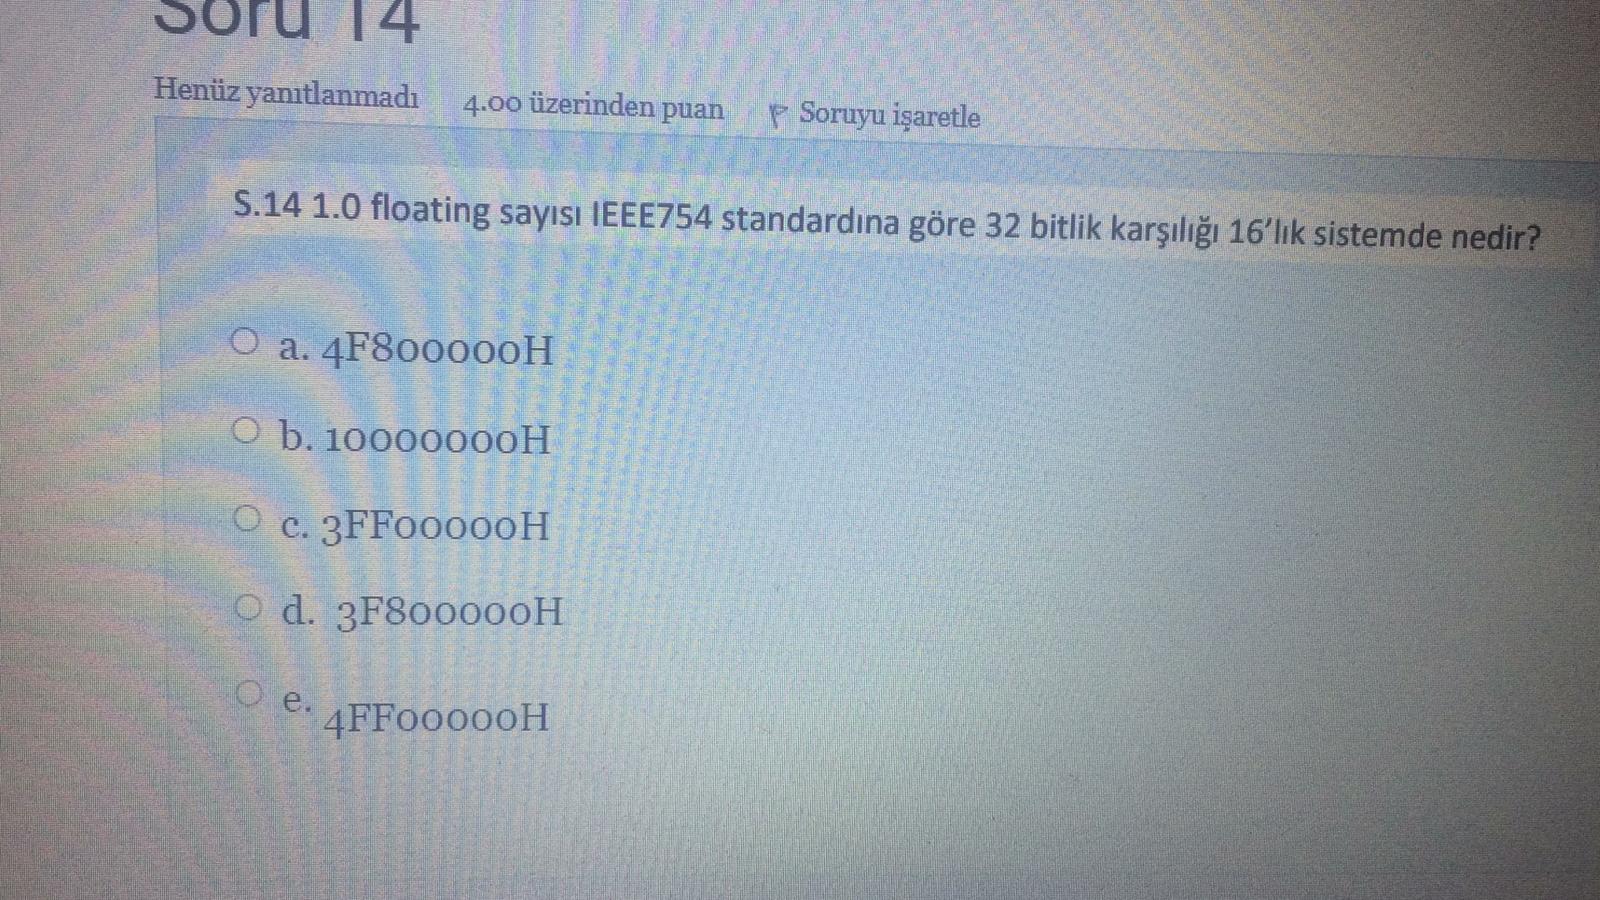 Soru 14
Henüz yanıtlanmadı 4.00 üzerinden puan Soruyu işaretle
S.14 1.0 floating sayısı IEEE754 standardına göre 32 bitlik karşılığı 16'lık sistemde nedir?
a. 4F800000H
b. 10000000H
c. 3FF00000H
d. 3F800000H
e. 4FF00000H